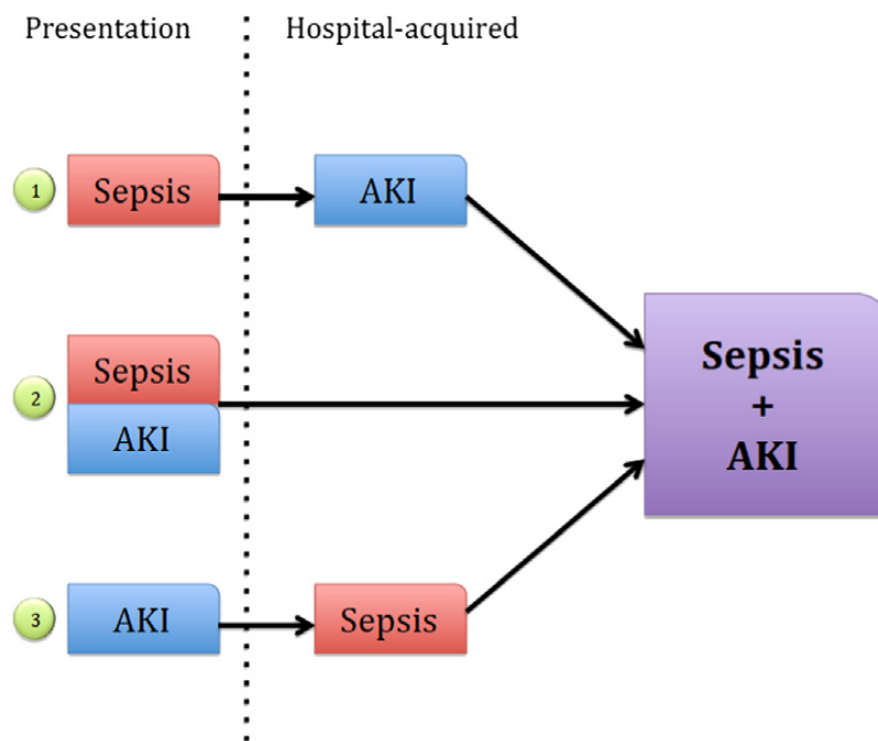 Presentation
Hospital-acquired
1
Sepsis
AKI
2
Sepsis
AKI
Sepsis
+
AKI
3
AKI
Sepsis